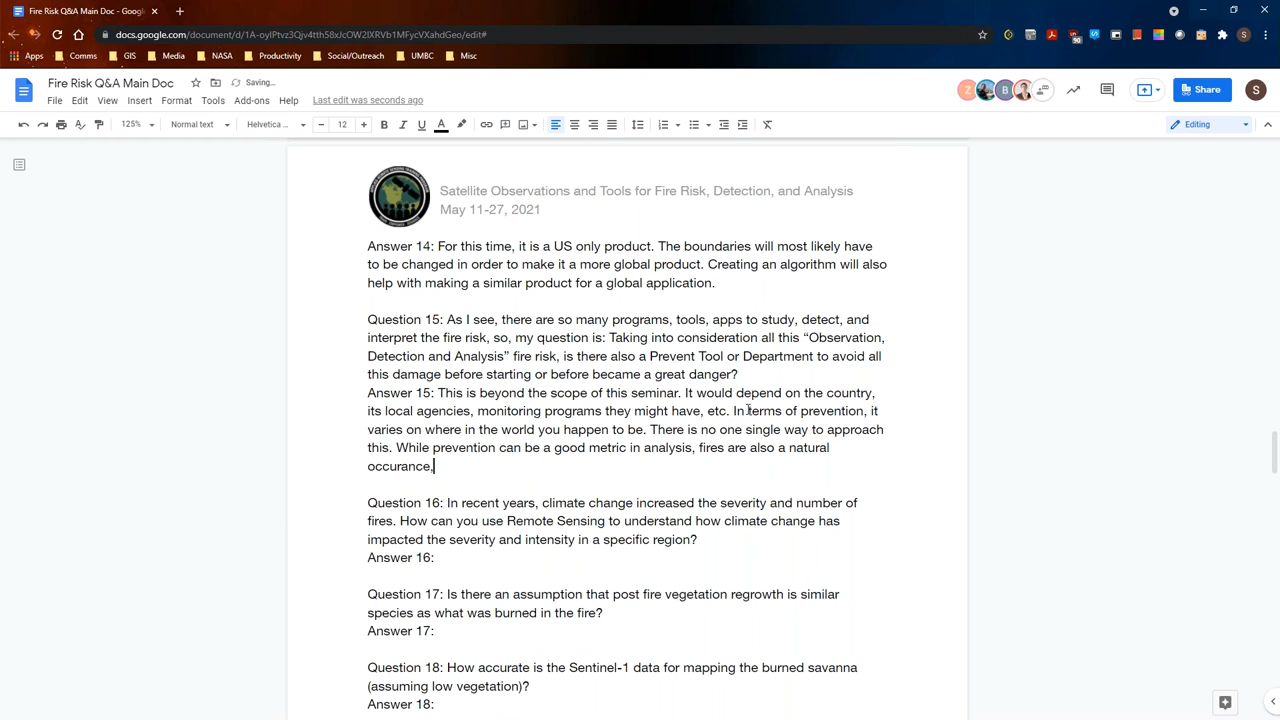 Fire Risk Q&A Main Doc - Google
docs.google.com/document/d/1A-oyIPtvz3Qjv4tth58xJcOW2IXRVb1MFycVXahdGeo/edit#
Apps Comms GIS Media NASA Productivity Social/Outreach UMBC Misc
Fire Risk Q&A Main Doc Saving...
File Edit View Insert Format Tools Add-ons Help Last edit was seconds ago
Z B Share S
125% Normal text Helvetica ... 12 B I U A Editing
Satellite Observations and Tools for Fire Risk, Detection, and Analysis
May 11-27, 2021
Answer 14: For this time, it is a US only product. The boundaries will most likely have
to be changed in order to make it a more global product. Creating an algorithm will also
help with making a similar product for a global application.
Question 15: As I see, there are so many programs, tools, apps to study, detect, and
interpret the fire risk, so, my question is: Taking into consideration all this “Observation,
Detection and Analysis” fire risk, is there also a Prevent Tool or Department to avoid all
this damage before starting or before became a great danger?
Answer 15: This is beyond the scope of this seminar. It would depend on the country,
its local agencies, monitoring programs they might have, etc. In terms of prevention, it
varies on where in the world you happen to be. There is no one single way to approach
this. While prevention can be a good metric in analysis, fires are also a natural
occurance,
Question 16: In recent years, climate change increased the severity and number of
fires. How can you use Remote Sensing to understand how climate change has
impacted the severity and intensity in a specific region?
Answer 16:
Question 17: Is there an assumption that post fire vegetation regrowth is similar
species as what was burned in the fire?
Answer 17:
Question 18: How accurate is the Sentinel-1 data for mapping the burned savanna
(assuming low vegetation)?
Answer 18: